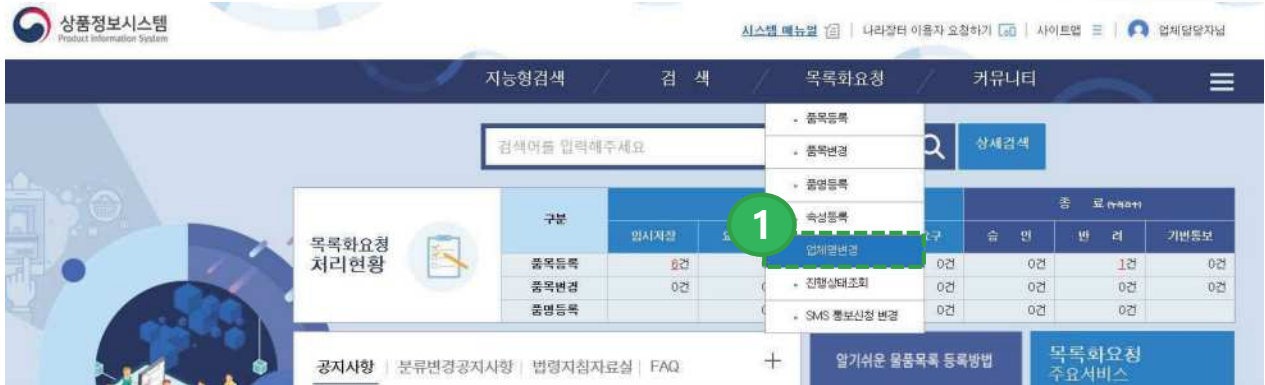 상품정보시스템
Product Information System
시스템 매뉴얼 | 나라장터 이용자 요청하기 | 사이트맵 | 업체담당자님
지능형검색 / 검 색 / 목록화요청 / 커뮤니티
검색어를 입력해주세요
상세검색
• 품목등록
• 품목변경
• 품명등록
• 속성등록
1
업체명변경
• 진행상태조회
• SMS 통보신청 변경
목록화요청
처리현황
구분
종 료
임시저장
요구 승 인 반 려 기번통보
품목등록 6건 0건 0건 1건 0건
품목변경 0건 0건 0건 0건 0건
품명등록 0건 0건 0건
공지사항 | 분류변경공지사항 | 법령지침자료실 | FAQ +
알기쉬운 물품목록 등록방법
목록화요청
주요서비스